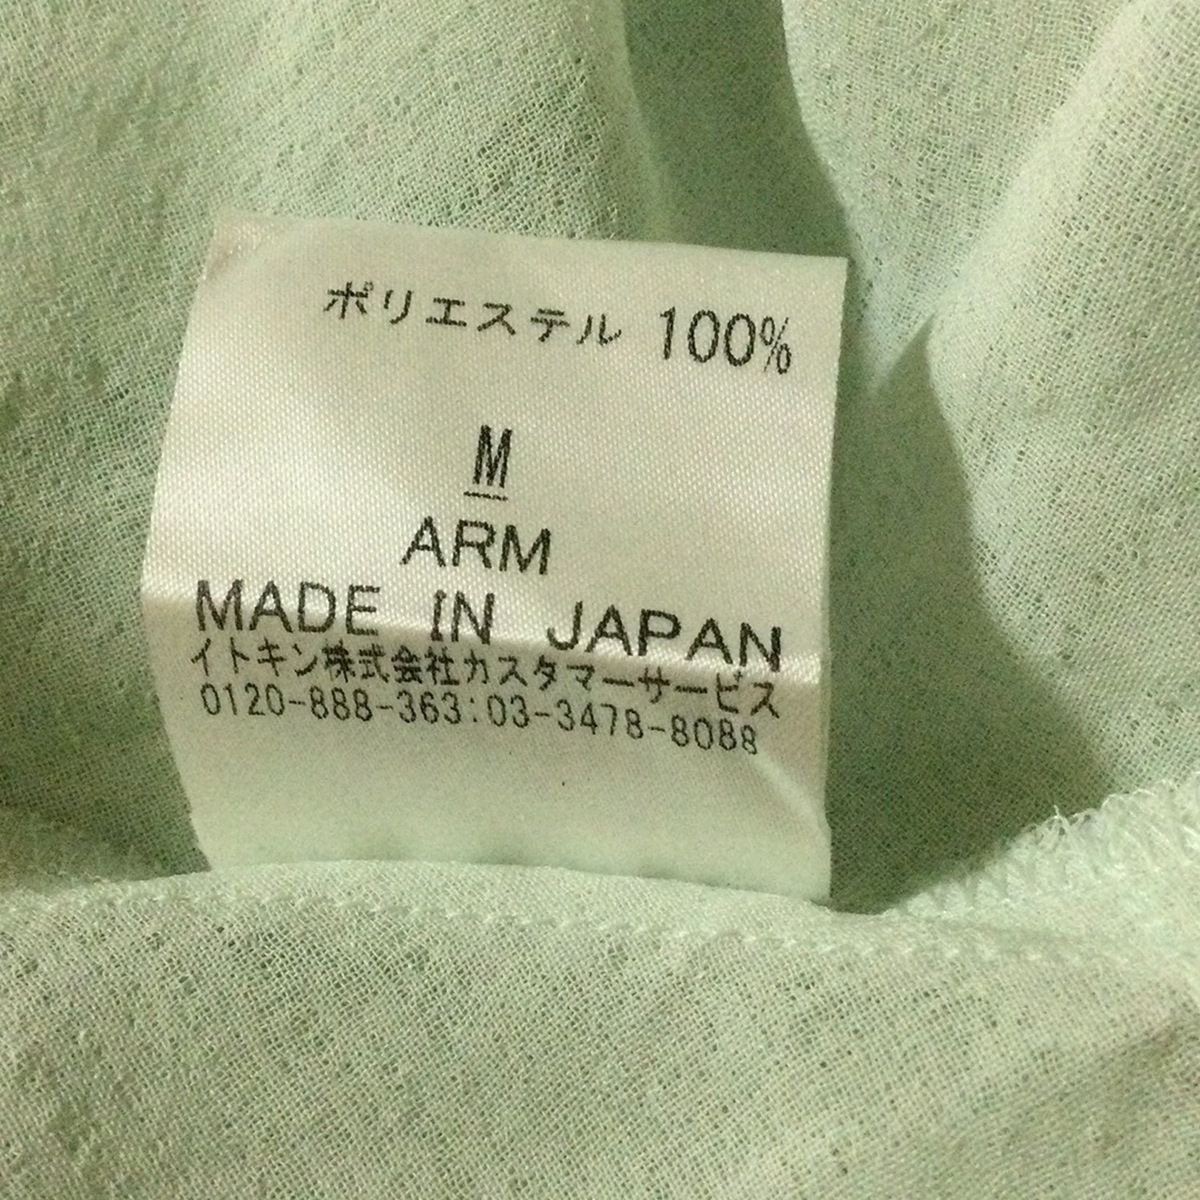 ポリエステル 100%
M
ARM
MADE IN JAPAN
イトキン株式会社カスタマーサービス
0120-888-363:03-3478-8088